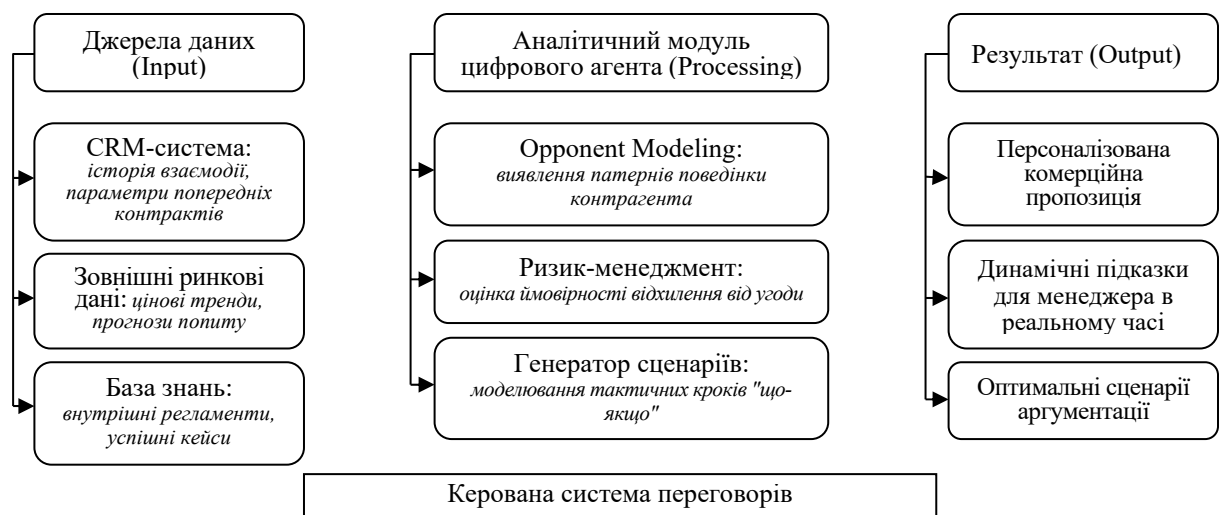 Джерела даних
(Input)
CRM-система:
історія взаємодії,
параметри попередніх
контрактів
Зовнішні ринкові
дані: цінові тренди,
прогнози попиту
База знань:
внутрішні регламенти,
успішні кейси
Аналітичний модуль
цифрового агента (Processing)
Opponent Modeling:
виявлення патернів поведінки
контрагента
Ризик-менеджмент:
оцінка ймовірності відхилення від угоди
Генератор сценаріїв:
моделювання тактичних кроків "що-
якщо"
Результат (Output)
Персоналізована
комерційна
пропозиція
Динамічні підказки
для менеджера в
реальному часі
Оптимальні сценарії
аргументації
Керована система переговорів